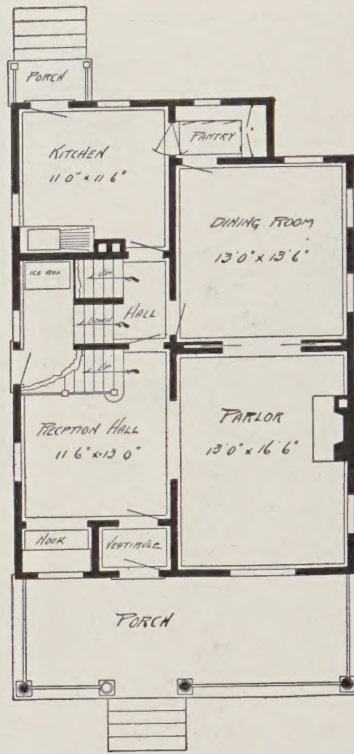 PORCH
KITCHEN
11'0" x 11'6"
PANTRY
DINING ROOM
13'0" x 13'6"
ICE BOX
UP
HALL
DOWN
UP
RECPTION HALL
11'6" x 13'0"
PARLOR
13'0" x 16'6"
NOOK
VESTIBULE
PORCH